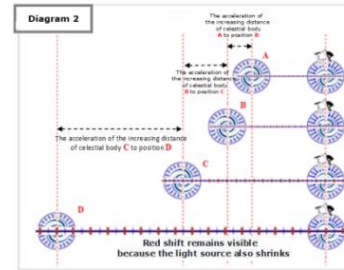 Diagram 2
The acceleration of
the increasing distance
of celestial body
A to position B
A
The acceleration of
the increasing distance
of celestial body
B to position C
B
The acceleration of the increasing distance
of celestial body C to position D
C
D
Red shift remains visible
because the light source also shrinks